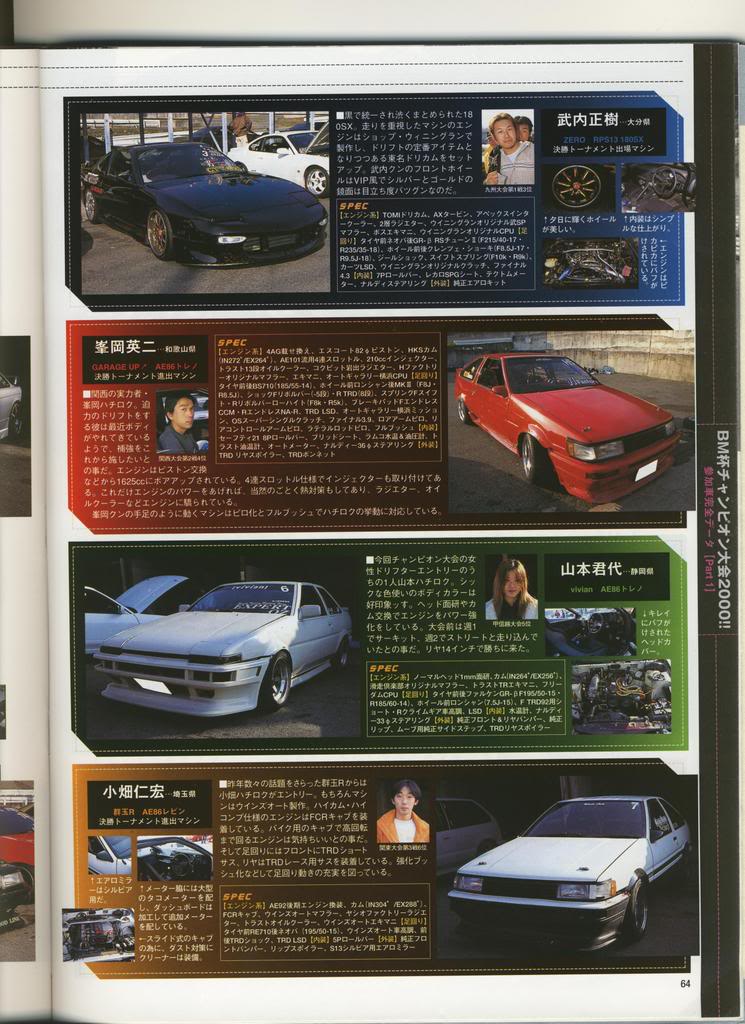 ■黒で統一され渋くまとめられた18
0SX。走りを重視したマシンのエン
ジンはショップ・ウィニングランで
製作し、ドリフトの定番アイテムと
なりつつある東名ドリカムをセット
アップ。武内クンのフロントホイー
ルはVIP風でシルバーとゴールドの
鏡面は目立ち度バツグンなのだ。
九州大会第1戦3位
武内正樹…大分県
ZERO RPS13 180SX
決勝トーナメント出場マシン
↑夕日に輝くホイール
が美しい。
↑内装はシンプ
ルな仕上がり。
←エンジンはピ
カピカにバフが
けされている。
SPEC
【エンジン系】TOMIドリカム、AXタービン、アペックスインタ
ークーラー、2層ラジエター、ウイニングランオリジナル武SP
マフラー、ボスエキマニ、ウイニングランオリジナルCPU【足
回り】タイヤ前ネオバ後GR-β RSチューンⅡ(F215/40-17・
R235/35-18)、ホイール前後クレンツェ・ショーキ(F8.5J-17・
R9.5J-18)、ジールショック、スイフトスプリング(F10k・R9k)、
カーツLSD、ウイニングランオリジナルクラッチ、ファイナル
4.3【内装】7Pロールバー、レカロSPGシート、テクトムメー
ター、ナルディステアリング【外装】純正エアロキット
峯岡英二…和歌山県
GARAGE UP↗ AE86トレノ
決勝トーナメント進出マシン
■関西の実力者・
峯岡ハチロク。迫
力のドリフトをす
る彼は最近ボディ
がやれてきている
ようで、補強をこ
れから施したいと
の事だ。エンジンはピストン交換
などから1625ccにボアアップされている。4連スロットル仕様でインジェクターも取り付けてあ
る。これだけエンジンのパワーをあげれば、当然のごとく熱対策もしてあり、ラジエター、オイ
ルクーラーなどエンジンに驕られている。
峯岡クンの手足のように動くマシンはピロ化とフルブッシュでハチロクの挙動に対応している。
関西大会第2戦4位
SPEC
【エンジン系】4AG載せ換え、エスコート82φピストン、HKSカム
(IN272°/EX264°)、AE101流用4連スロットル、210ccインジェクター、
トラスト13段オイルクーラー、コクピット岩出ラジエター、Hファクトリ
ーオリジナルマフラー、エキマニ、オートギャラリー横浜CPU【足回り】
タイヤ前後BS710(185/55-14)、ホイール前後ロンシャン後MKⅡ(F8J・
R8.5J)、ショックFオリジナルバー(-5段)・R TRD(8段)、スプリングFスイフ
ト・Rオリジナルバーローハイト(F8k・R5k)、バックヤードFエンドレス
CCM・RエンドレスNA-R、TRD LSD、オートギャラリー横浜ミッショ
ン、OSスーパーシングルクラッチ、ファイナル3.9、ロアアームピロ、リ
アコントロールアームピロ、ラテラルロッドピロ、フルブッシュ【内装】
セーフティ21 8Pロールバー、ブリッドシート、ラムコ水温&油圧計、ト
ラスト油温計、オートメーター、ナルディー36φステアリング【外装】
TRD リヤスポイラー、TRDボンネット
■今回チャンピオン大会の女
性ドリフターエントリーのう
ちの1人山本ハチロク。シッ
クな色使いのボディカラーは
好印象ッす。ヘッド面研やカ
ム交換でエンジンをパワー強
化をしている。大会前は週1
でサーキット、週2でストリートと走り込んで
いたとの事だ。リヤ14インチで勝ちに来た。
甲信越大会5位
山本君代…静岡県
vivian AE86トレノ
↓キレイ
にバフが
けされた
ヘッドカ
バー。
SPEC
【エンジン系】ノーマルヘッド1mm面研、カム(IN264°/EX256°)、
滑走倶楽部オリジナルマフラー、トラストTRエキマニ、フリー
ダムCPU【足回り】タイヤ前後ファルケンGR-β F195/50-15・
R185/60-14)、ホイール前ロンシャン(7.5J-15)、F TRD92用シ
ョート・Rクライムギア車高調、LSD【内装】水温計、ナルディ
ー33φステアリング【外装】純正フロント&リヤバンパー、純正
リップ、ムーブ用純正サイドステップ、TRDリヤスポイラー
小畑仁宏…埼玉県
群玉R AE86レビン
決勝トーナメント進出マシン
↑エアロミラ
ーはシルビア
用だ。
↑メーター脇には大型
のタコメーターを配
し、ダッシュボードは
加工して追加メーター
を配している。
←スライド式のキャブ
の為に、ダスト対策に
クリーナーは装備。
■昨年数々の話題をさらった群玉Rからは
小畑ハチロクがエントリー。もちろんマシ
ンはウインズオート製作。ハイカム・ハイ
コンプ仕様のエンジンはFCRキャブを
装着している。バイク用のキャブで高回転
まで回るエンジンは気持ちいいとの事だ。
そして足回りにはフロントにTRDショート
サス、リヤはTRDレース用サスを装着している。強化ブッ
シュ化などして足回り動きの充実を図っている。
関東大会第3戦6位
SPEC
【エンジン系】AE92後期エンジン換装、カム(IN304°/EX288°)、
FCRキャブ、ウインズオートマフラー、ヤシオファクトリーラジエ
ター、トラストオイルクーラー、ウインズオートエキマニ【足回り】
タイヤ前RE710後ネオバ(195/50-15)、ウインズオート車高調、前
後TRDショック、TRD LSD【内装】5Pロールバー【外装】純正フロ
ントバンパー、リップスポイラー、S13シルビア用エアロミラー
BM杯チャンピオン大会2000!!
参加車完全データ[Part 1]
64